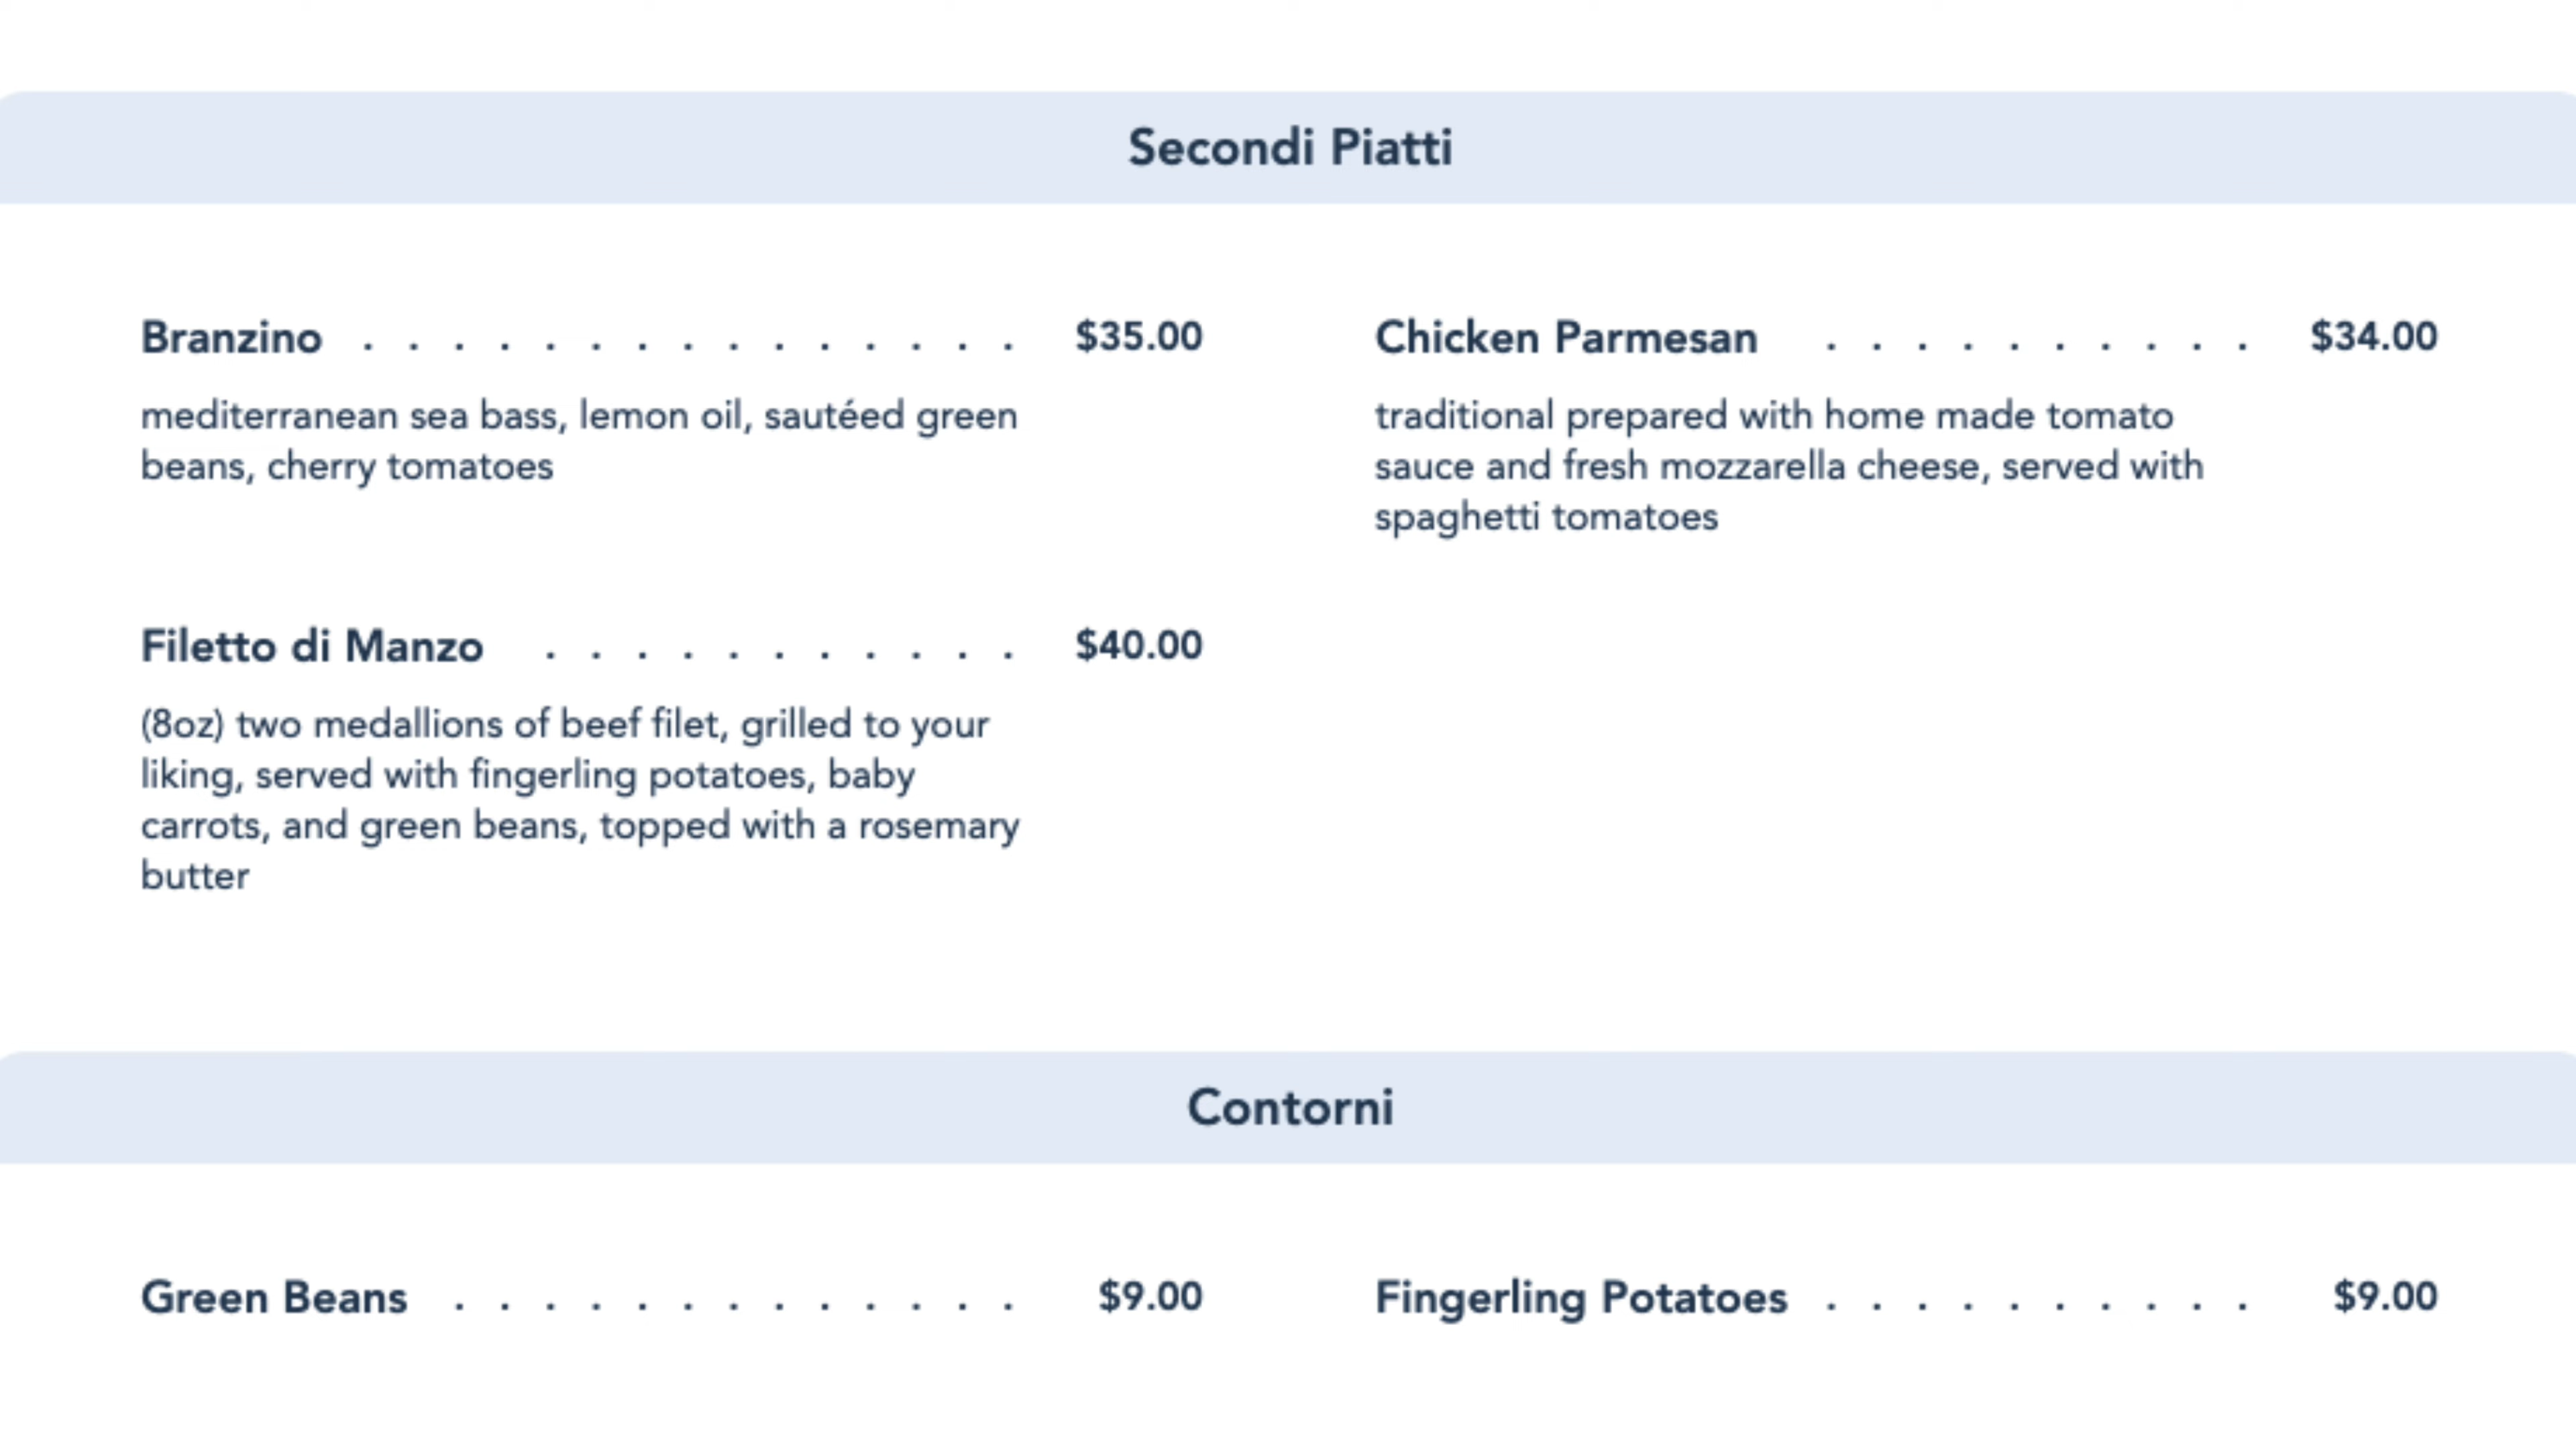 Secondi Piatti
Branzino . . . . . . . . . . . . . . . $35.00
mediterranean sea bass, lemon oil, sautéed green
beans, cherry tomatoes
Chicken Parmesan . . . . . . . . . . $34.00
traditional prepared with home made tomato
sauce and fresh mozzarella cheese, served with
spaghetti tomatoes
Filetto di Manzo . . . . . . . . . . . $40.00
(8oz) two medallions of beef filet, grilled to your
liking, served with fingerling potatoes, baby
carrots, and green beans, topped with a rosemary
butter
Contorni
Green Beans . . . . . . . . . . . . . $9.00
Fingerling Potatoes . . . . . . . . . . $9.00